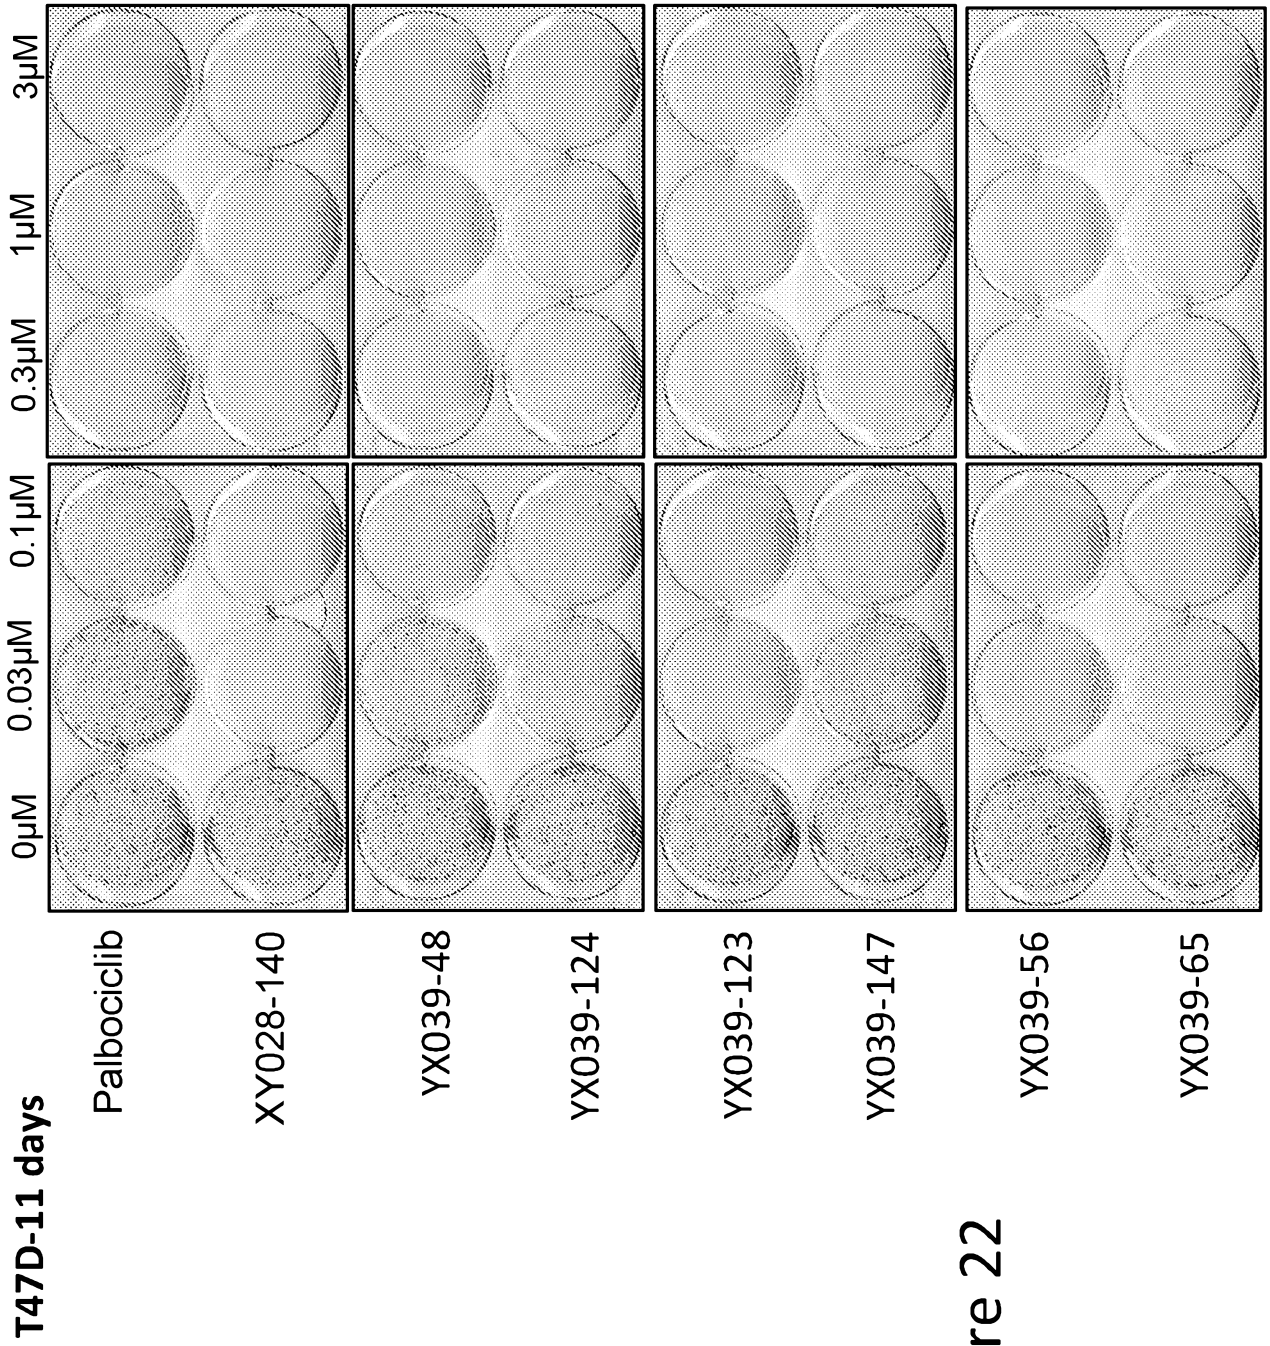 T47D-11 days
0µM 0.03µM 0.1µM 0.3µM 1µM 3µM
Palbociclib
XY028-140
YX039-48
YX039-124
YX039-123
YX039-147
YX039-56
YX039-65
re 22